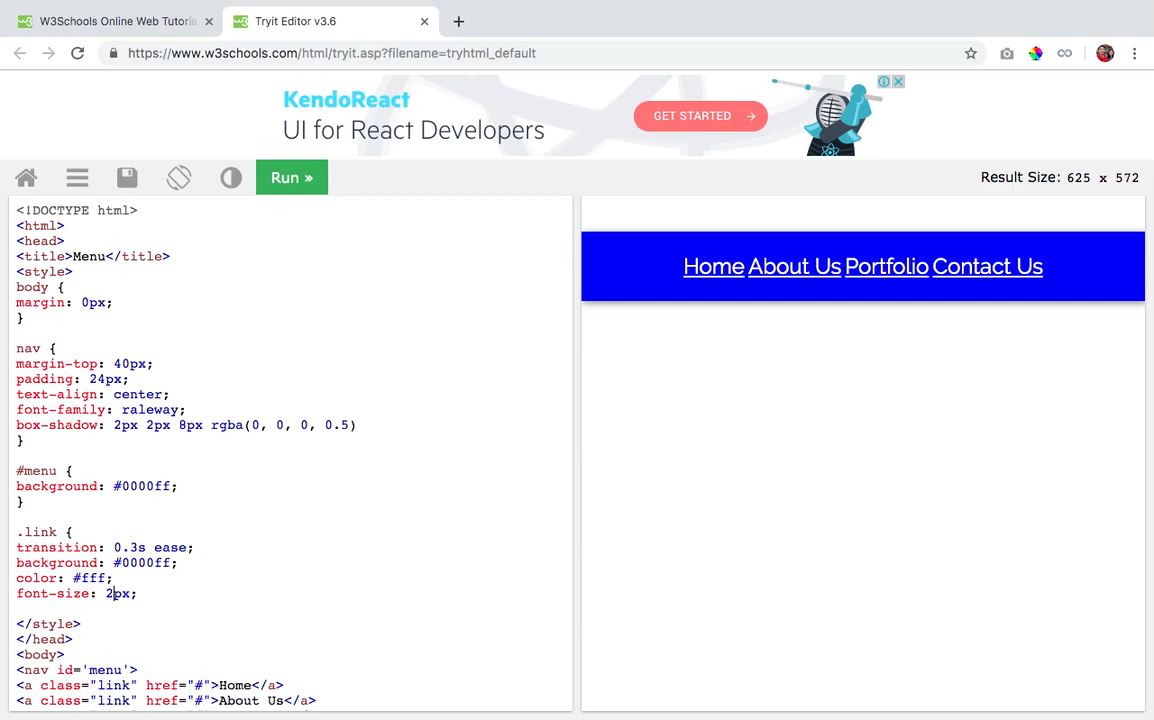 W3Schools Online Web Tutoria
Tryit Editor v3.6
https://www.w3schools.com/html/tryit.asp?filename=tryhtml_default
KendoReact
UI for React Developers
GET STARTED →
Run »
Result Size: 625 x 572
<!DOCTYPE html>
<html>
<head>
<title>Menu</title>
<style>
body {
margin: 0px;
}
nav {
margin-top: 40px;
padding: 24px;
text-align: center;
font-family: raleway;
box-shadow: 2px 2px 8px rgba(0, 0, 0, 0.5)
}
#menu {
background: #0000ff;
}
.link {
transition: 0.3s ease;
background: #0000ff;
color: #fff;
font-size: 2px;
</style>
</head>
<body>
<nav id='menu'>
<a class="link" href="#">Home</a>
<a class="link" href="#">About Us</a>
Home About Us Portfolio Contact Us